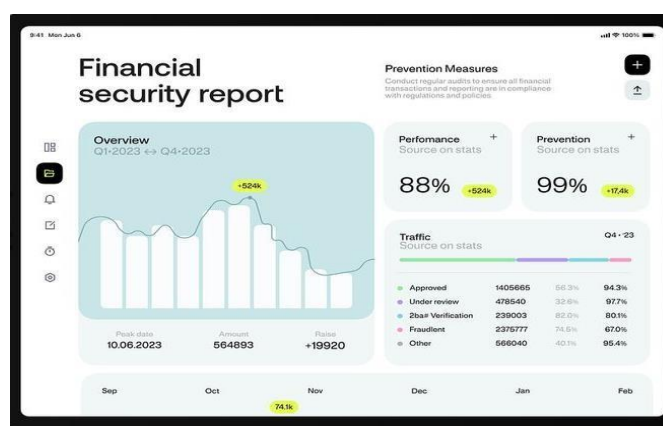 9:41 Mon Jun 6
100%
Financial
security report
Prevention Measures
Conduct regular audits to ensure all financial
transactions and reporting are in compliance
with regulations and policies.
Overview
Q1•2023 ↔ Q4•2023
+524k
Peak date
10.06.2023
Amount
564893
Raise
+19920
Perfomance +
Source on stats
88% +524k
Prevention +
Source on stats
99% +17,4k
Traffic Q4 • '23
Source on stats
Approved 1405665 56.3% 94.3%
Under review 478540 32.6% 97.7%
2ba# Verification 239003 82.0% 80.1%
Fraudlent 2375777 74.5% 67.0%
Other 566040 40.1% 95.4%
Sep Oct Nov Dec Jan Feb
74.1k